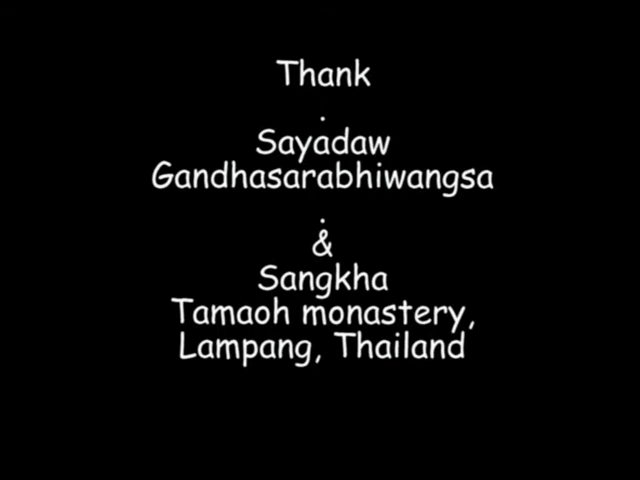 Thank
.
Sayadaw
Gandhasarabhiwangsa
.
&
Sangkha
Tamaoh monastery,
Lampang, Thailand